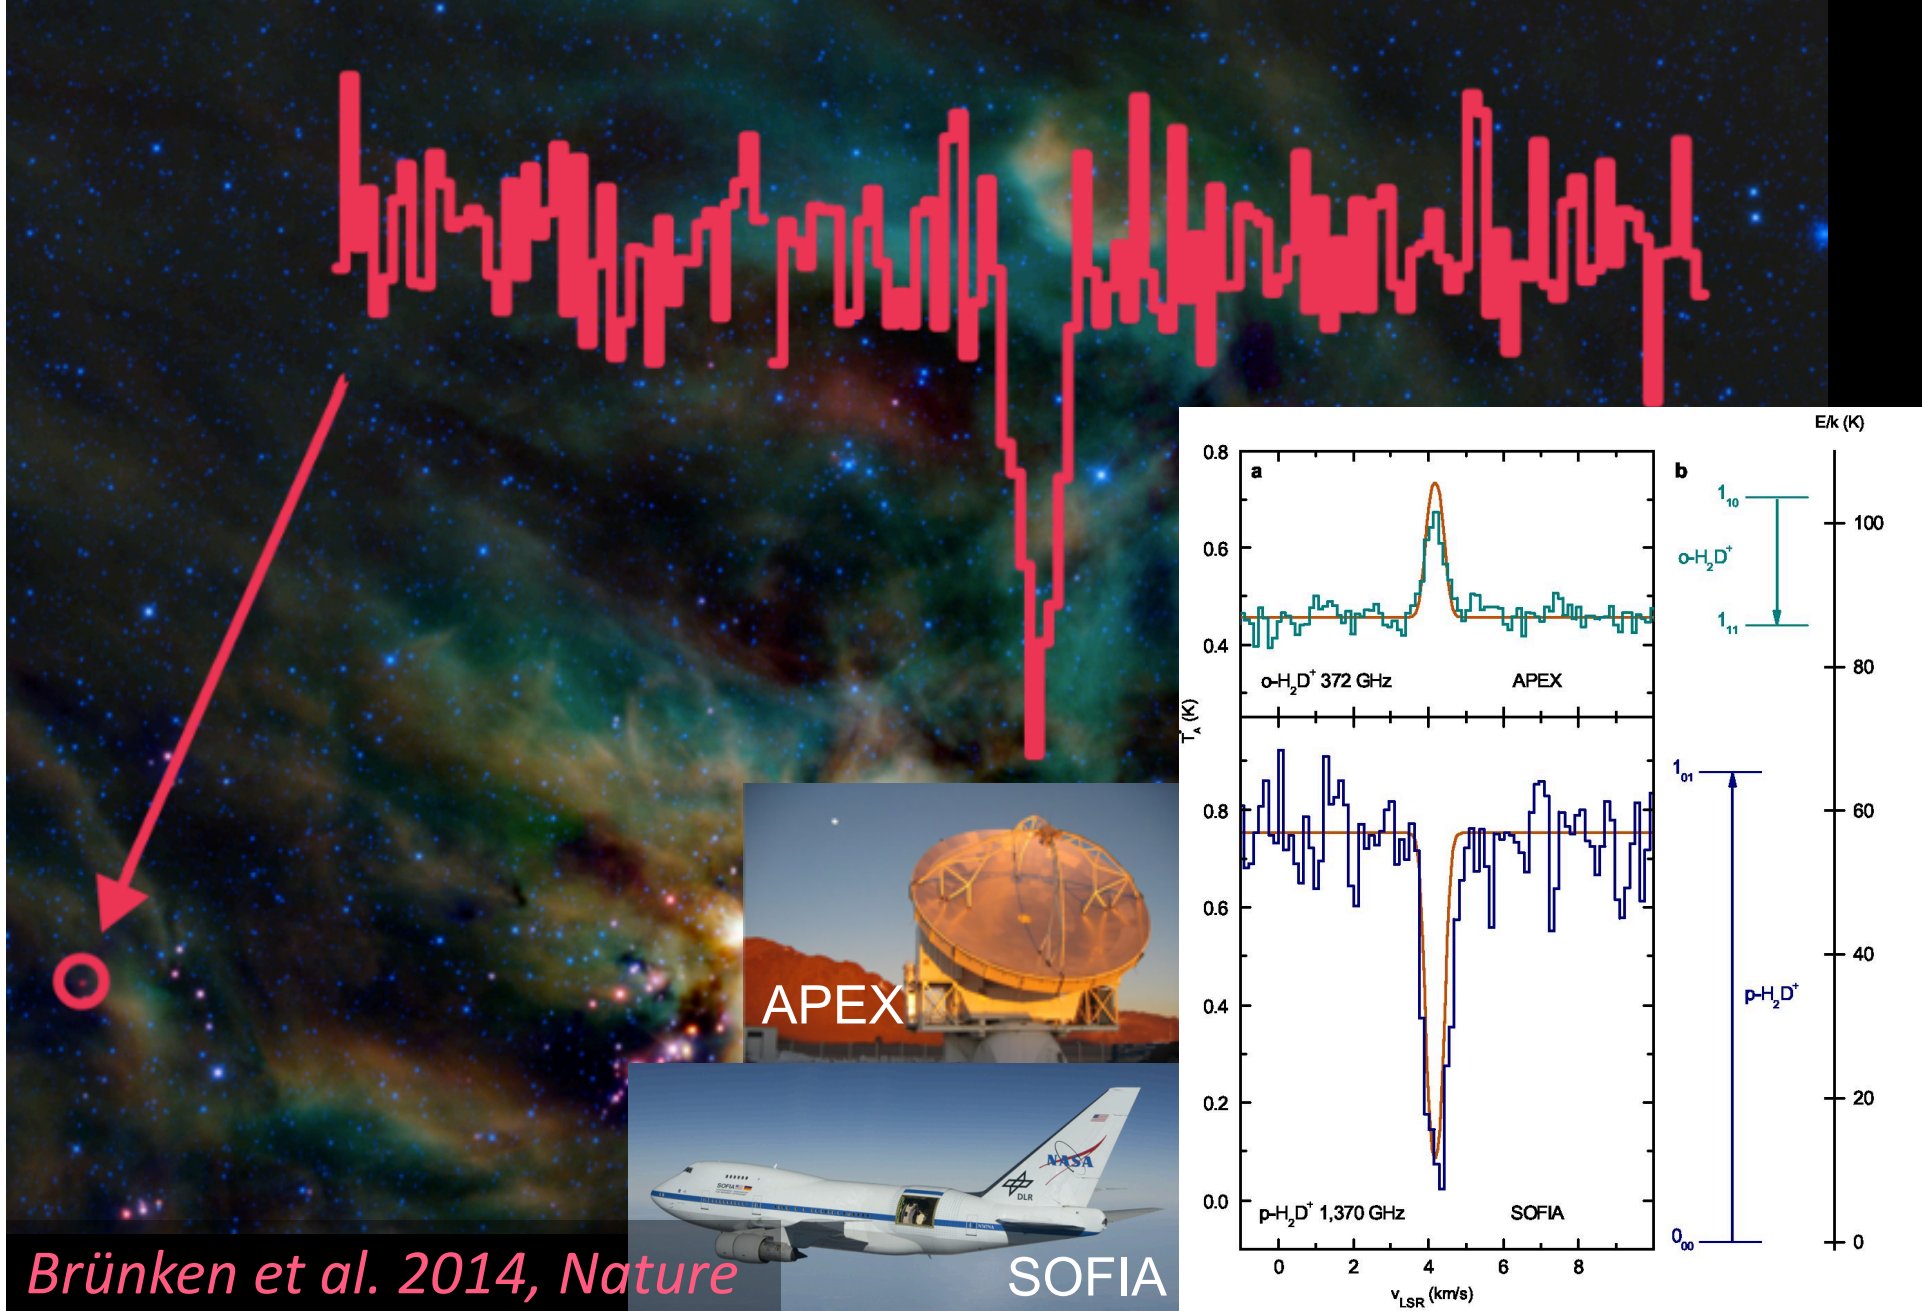 E/k (K)
0.8
a
b
1₁₀
100
0.6
o-H₂D⁺
1₁₁
0.4
80
o-H₂D⁺ 372 GHz
APEX
T*A (K)
1₀₁
0.8
60
0.6
40
p-H₂D⁺
APEX
0.4
0.2
20
NASA
DLR
SOFIA
0.0
p-H₂D⁺ 1,370 GHz
SOFIA
0₀₀
0
Brünken et al. 2014, Nature
SOFIA
0
2
4
6
8
vLSR (km/s)